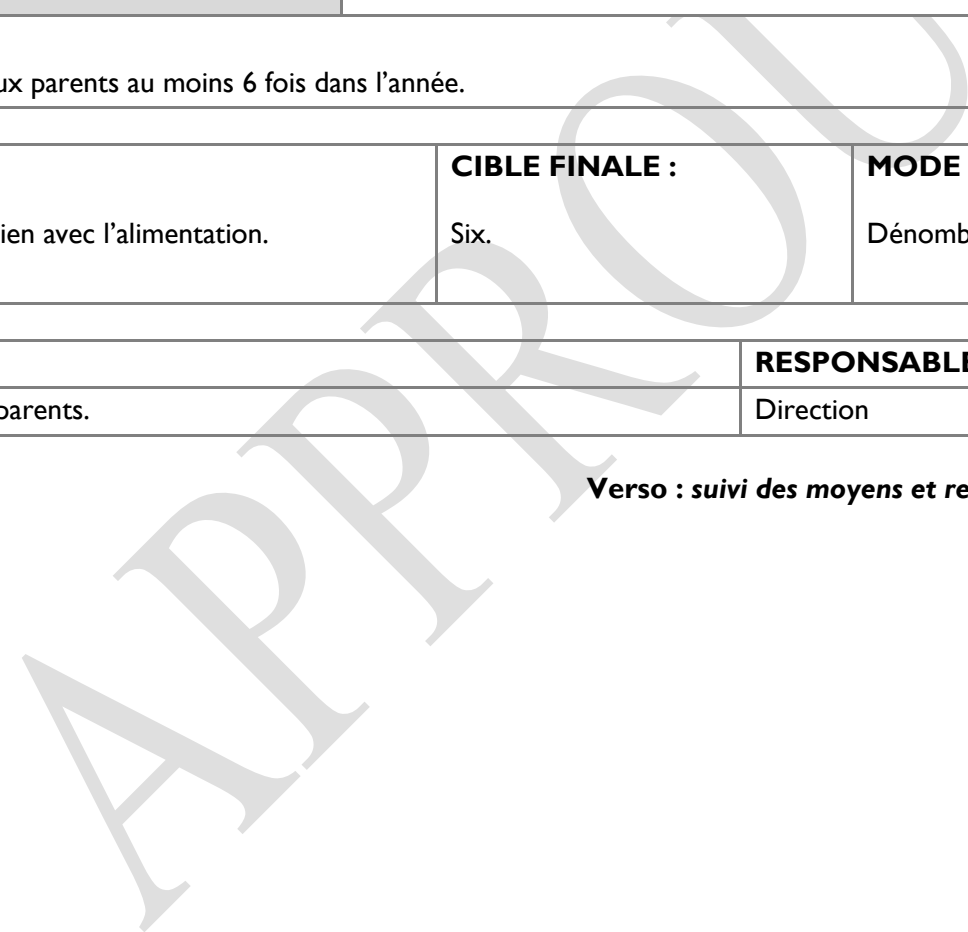 ux parents au moins 6 fois dans l’année.
CIBLE FINALE : MODE
ien avec l’alimentation. Six. Dénomb
RESPONSABLE
parents. Direction
Verso : suivi des moyens et re
APPROU